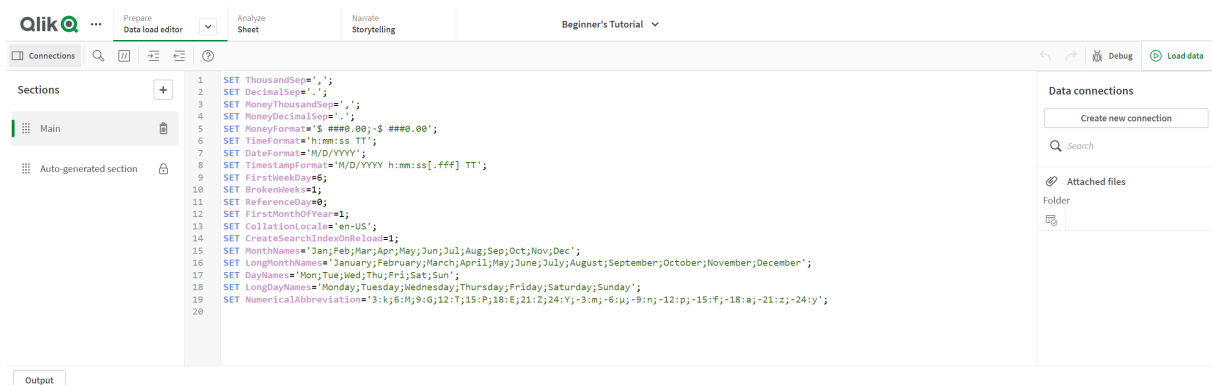 Qlik
Prepare
Data load editor
Analyze
Sheet
Narrate
Storytelling
Beginner's Tutorial
Connections
Debug
Load data
Sections
Main
Auto-generated section
1 SET ThousandSep=',';
2 SET DecimalSep='.';
3 SET MoneyThousandSep=',';
4 SET MoneyDecimalSep='.';
5 SET MoneyFormat='$ ###0.00;-$ ###0.00';
6 SET TimeFormat='h:mm:ss TT';
7 SET DateFormat='M/D/YYYY';
8 SET TimestampFormat='M/D/YYYY h:mm:ss[.fff] TT';
9 SET FirstWeekDay=6;
10 SET BrokenWeeks=1;
11 SET ReferenceDay=0;
12 SET FirstMonthOfYear=1;
13 SET CollationLocale='en-US';
14 SET CreateSearchIndexOnReload=1;
15 SET MonthNames='Jan;Feb;Mar;Apr;May;Jun;Jul;Aug;Sep;Oct;Nov;Dec';
16 SET LongMonthNames='January;February;March;April;May;June;July;August;September;October;November;December';
17 SET DayNames='Mon;Tue;Wed;Thu;Fri;Sat;Sun';
18 SET LongDayNames='Monday;Tuesday;Wednesday;Thursday;Friday;Saturday;Sunday';
19 SET NumericalAbbreviation='3:k;6:M;9:G;12:T;15:P;18:E;21:Z;24:Y;-3:m;-6:μ;-9:n;-12:p;-15:f;-18:a;-21:z;-24:y';
20
Data connections
Create new connection
Search
Attached files
Folder
Output